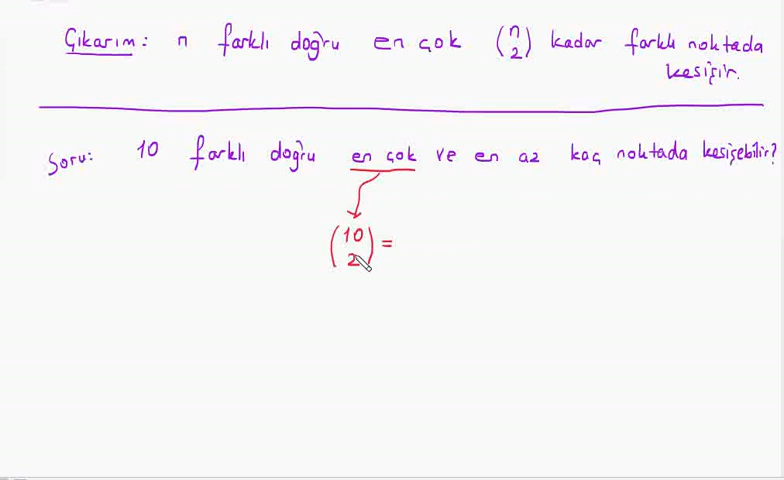 Çıkarım: n farklı doğru en çok (n 2) kadar farklı noktada
kesişir.
Soru: 10 farklı doğru en çok ve en az kaç noktada kesişebilir?
(10 2) =